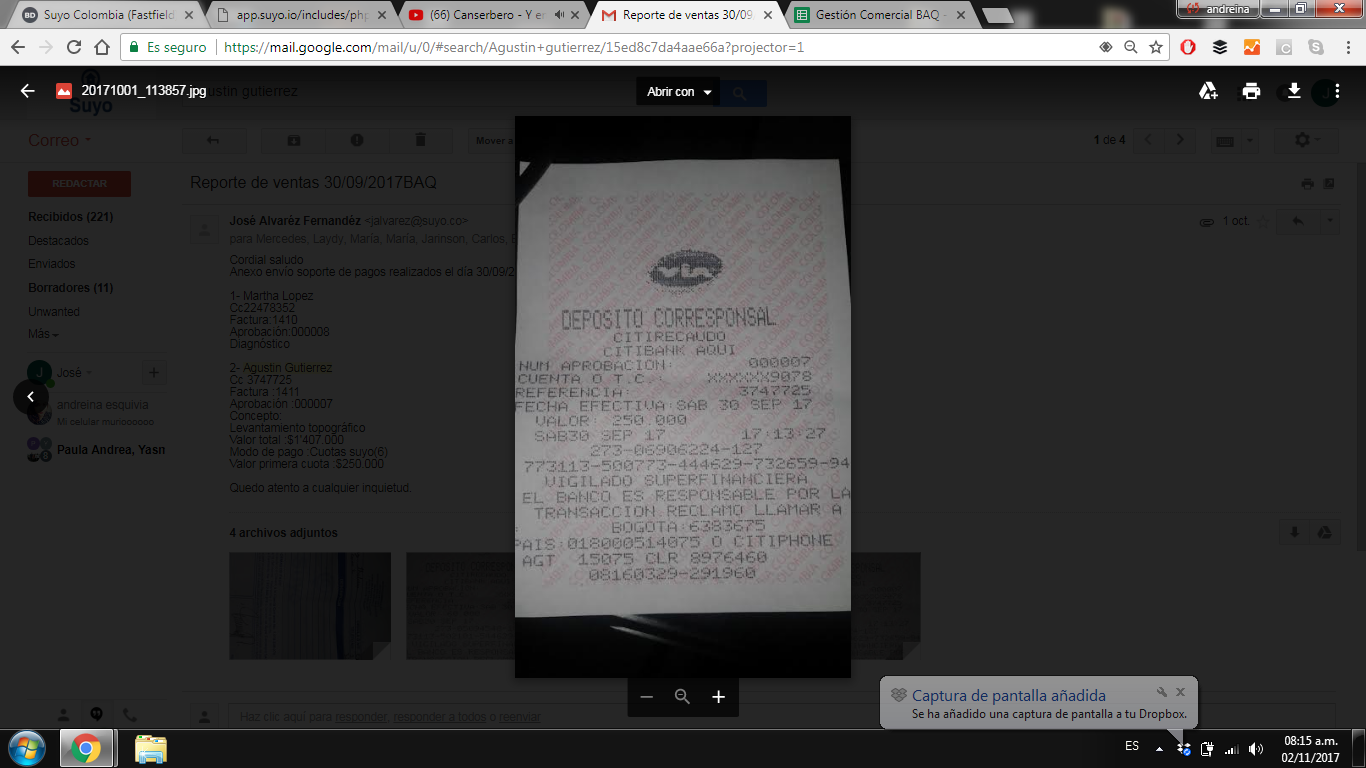 Suyo Colombia (Fastfield
app.suyo.io/includes/ph
(66) Canserbero - Y e
Reporte de ventas 30/09
Gestión Comercial BAQ -
andreina
Es seguro
https://mail.google.com/mail/u/0/#search/Agustin+gutierrez/15ed8c7da4aae66a?projector=1
20171001_113857.jpg
gutierrez
Abrir con
Suyo
Correo
Mover a
1 de 4
REDACTAR
Reporte de ventas 30/09/2017BAQ
Recibidos (221)
Destacados
Enviados
Borradores (11)
Unwanted
Más
José
andreina esquivia
Mi celular muriooooooo
Paula Andrea, Yasn
José Alvaréz Fernandéz <jalvarez@suyo.co>
1 oct.
para Mercedes, Laydy, María, María, Jarinson, Carlos,
Cordial saludo
Anexo envío soporte de pagos realizados el día 30/09/2
1- Martha Lopez
Cc22478352
Factura:1410
Aprobación:000008
Diagnóstico
2- Agustin Gutierrez
Cc 3747725
Factura :1411
Aprobación :000007
Concepto:
Levantamiento topográfico
Valor total :$1'407.000
Modo de pago :Cuotas suyo(6)
Valor primera cuota :$250.000
Quedo atento a cualquier inquietud.
4 archivos adjuntos
Haz clic aquí para responder, responder a todos o reenviar
DEPOSITO CORRESPONSAL
CITIRECAUDO
CITIBANK AQUI
NUM APROBACION: 000007
CUENTA O T.C. XXXXXX9078
REFERENCIA: 3747725
FECHA EFECTIVA:SAB 30 SEP 17
VALOR: 250.000
SAB30 SEP 17 17:13:27
273-06906224-127
773113-500773-444629-732659-94
VIGILADO SUPERFINANCIERA
EL BANCO ES RESPONSABLE POR LA
TRANSACCION.RECLAMO LLAMAR A
BOGOTA:6383675
PAIS:018000514075 O CITIPHONE
AGT 15075 CLR 8976460
08160329-291960
Captura de pantalla añadida
Se ha añadido una captura de pantalla a tu Dropbox.
ES
08:15 a.m.
02/11/2017